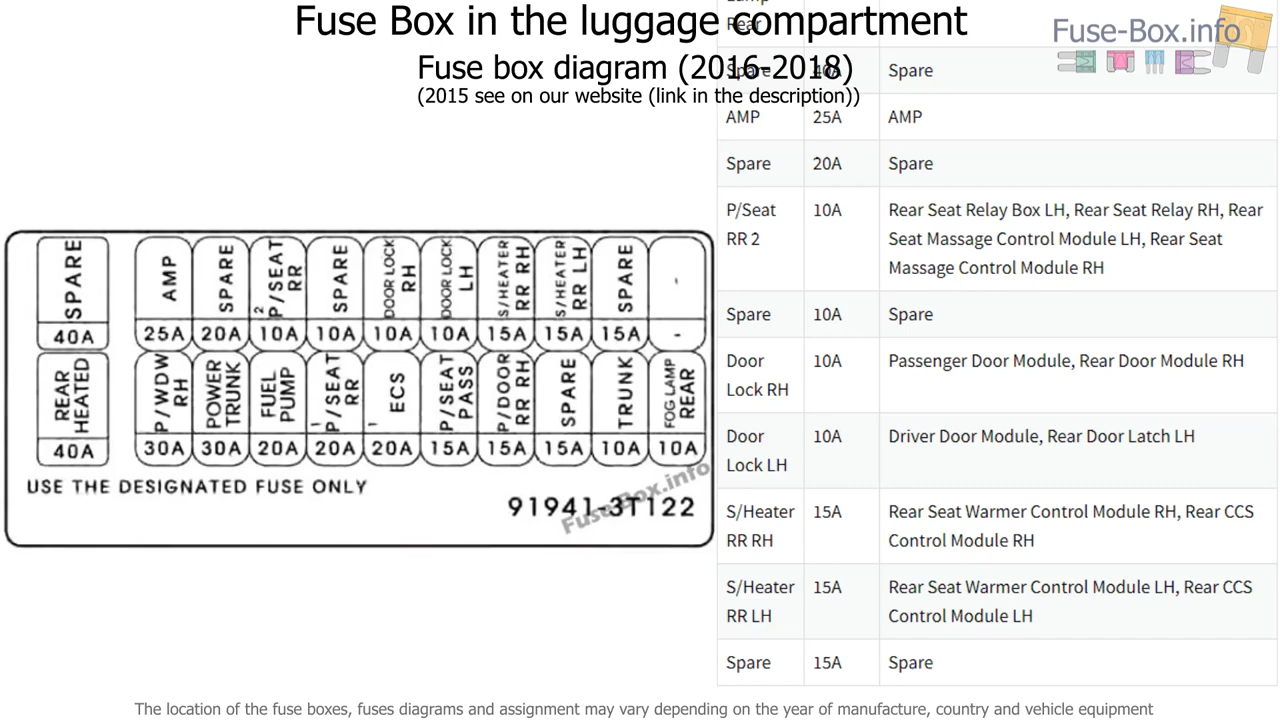 Fuse Box in the luggage compartment
Fuse box diagram (2016-2018)
(2015 see on our website (link in the description))
Fuse-Box.info
Rear
Spare 40A Spare
AMP 25A AMP
Spare 20A Spare
P/Seat 10A Rear Seat Relay Box LH, Rear Seat Relay RH, Rear
RR 2 Seat Massage Control Module LH, Rear Seat
Massage Control Module RH
Spare 10A Spare
Door 10A Passenger Door Module, Rear Door Module RH
Lock RH
Door 10A Driver Door Module, Rear Door Latch LH
Lock LH
S/Heater 15A Rear Seat Warmer Control Module RH, Rear CCS
RR RH Control Module RH
S/Heater 15A Rear Seat Warmer Control Module LH, Rear CCS
RR LH Control Module LH
Spare 15A Spare
SPARE
AMP
SPARE
2 P/SEAT
RR
SPARE
DOOR LOCK
RH
DOOR LOCK
LH
S/HEATER
RR RH
S/HEATER
RR LH
SPARE
-
40A 25A 20A 10A 10A 10A 10A 15A 15A 15A -
REAR
HEATED
P/WDW
RH
POWER
TRUNK
FUEL
PUMP
1 P/SEAT
RR
1 ECS
P/SEAT
PASS
P/DOOR
RR RH
SPARE
TRUNK
FOG LAMP
REAR
40A 30A 30A 20A 20A 20A 15A 15A 15A 10A 10A
USE THE DESIGNATED FUSE ONLY
91941-3T122
Fuse-Box.info
The location of the fuse boxes, fuses diagrams and assignment may vary depending on the year of manufacture, country and vehicle equipment